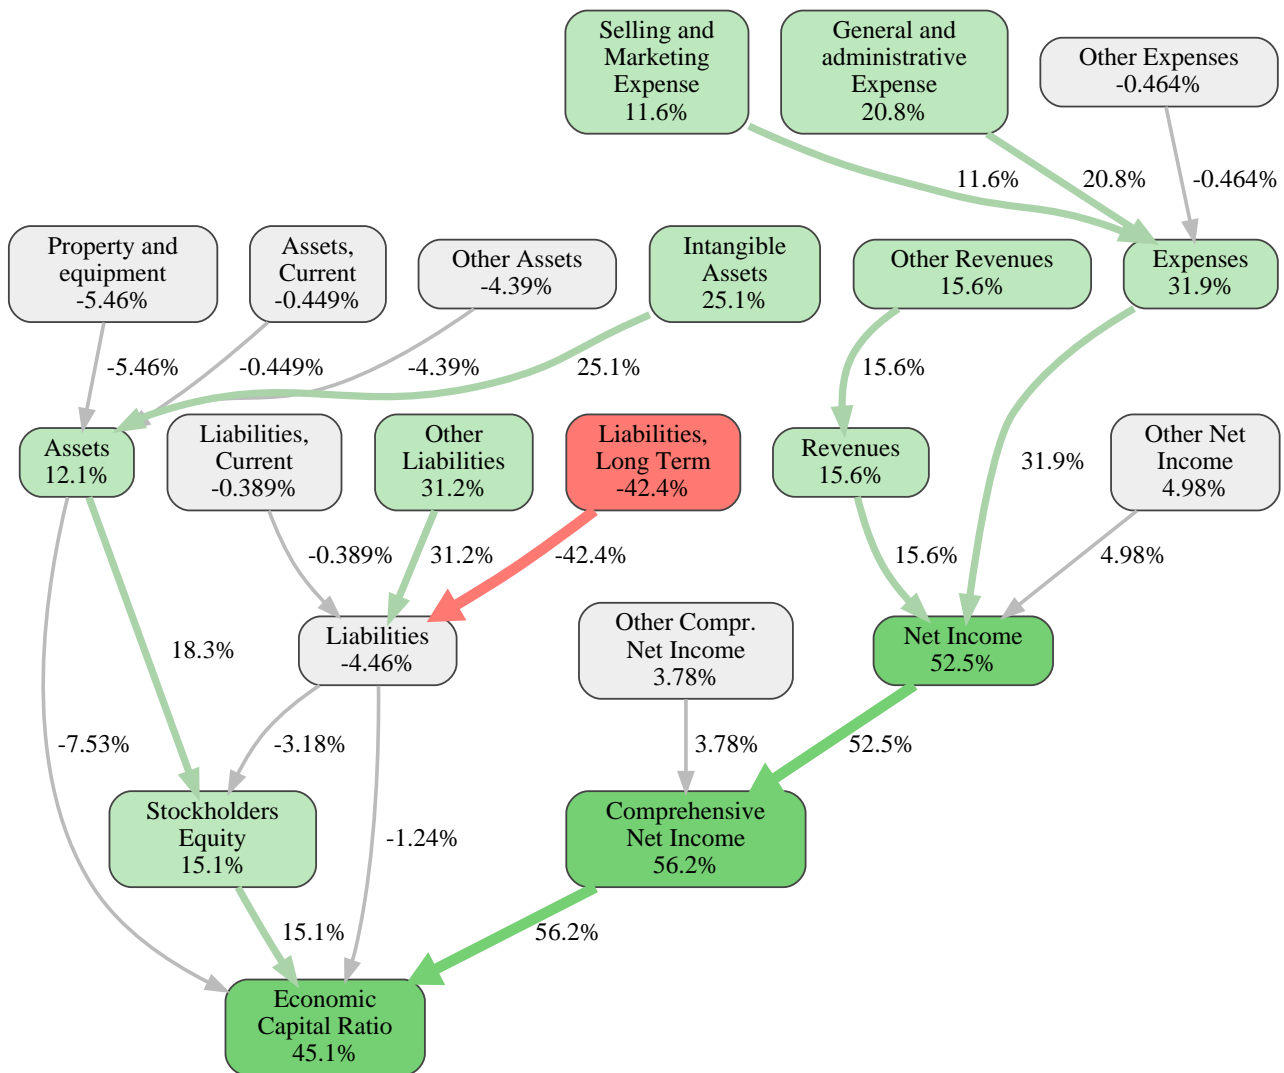 Selling and
Marketing
Expense
11.6%
General and
administrative
Expense
20.8%
Other Expenses
-0.464%
11.6%
20.8%
-0.464%
Property and
equipment
-5.46%
Assets,
Current
-0.449%
Other Assets
-4.39%
Intangible
Assets
25.1%
Other Revenues
15.6%
Expenses
31.9%
-5.46%
-0.449%
-4.39%
25.1%
15.6%
Assets
12.1%
Liabilities,
Current
-0.389%
Other
Liabilities
31.2%
Liabilities,
Long Term
-42.4%
Revenues
15.6%
31.9%
Other Net
Income
4.98%
-0.389%
31.2%
-42.4%
15.6%
4.98%
18.3%
Liabilities
-4.46%
Other Compr.
Net Income
3.78%
Net Income
52.5%
-7.53%
-3.18%
3.78%
52.5%
Stockholders
Equity
15.1%
-1.24%
Comprehensive
Net Income
56.2%
15.1%
56.2%
Economic
Capital Ratio
45.1%